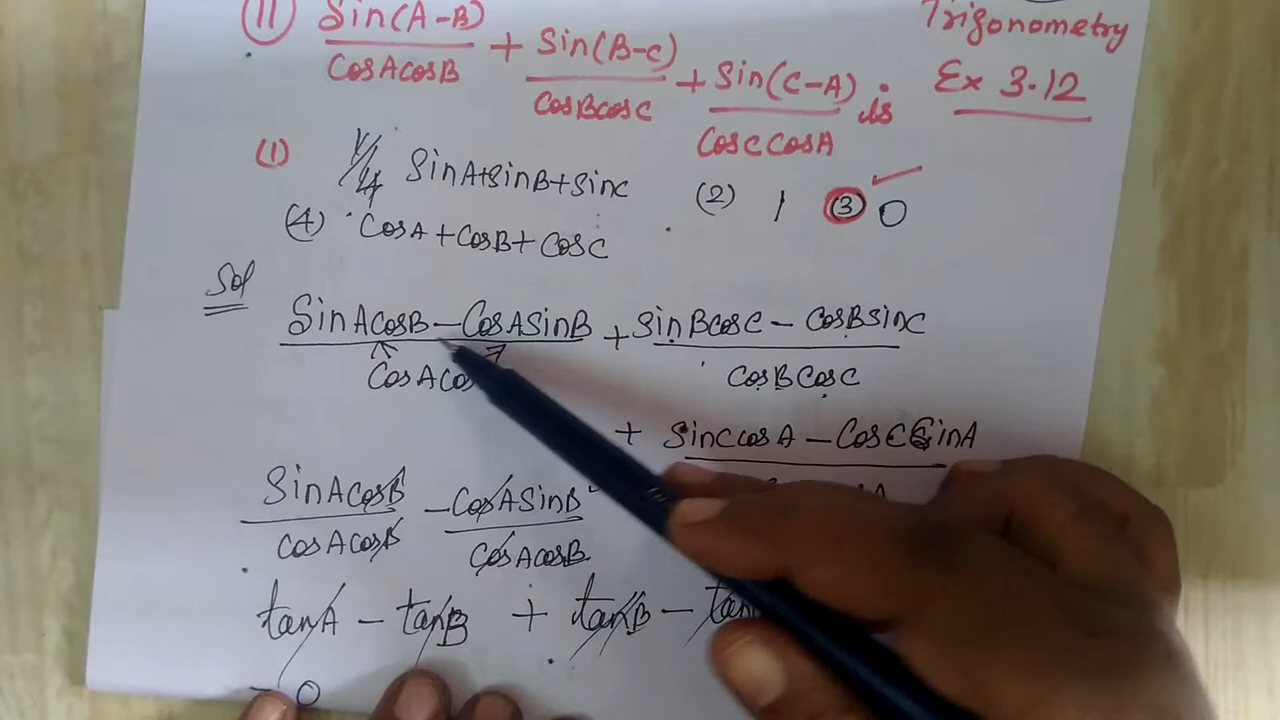 11 Sin(A-B)/CosAcosB + Sin(B-C)/CosBcosC + Sin(C-A)/CosCCosA is
Trigonometry
Ex 3.12
(1) SinA+sinB+sinC (2) 1 (3) 0
(4) CosA+CosB+CosC
Sol
SinAcosB-CosAsinB/CosAcos + SinBcosC-CosBsinC/CosBCosC
+ SinCcosA-CosCSinA
SinAcosB/CosAcosB -CosASinB/CosAcosB
tanA - tanB + tanB - tan
= 0